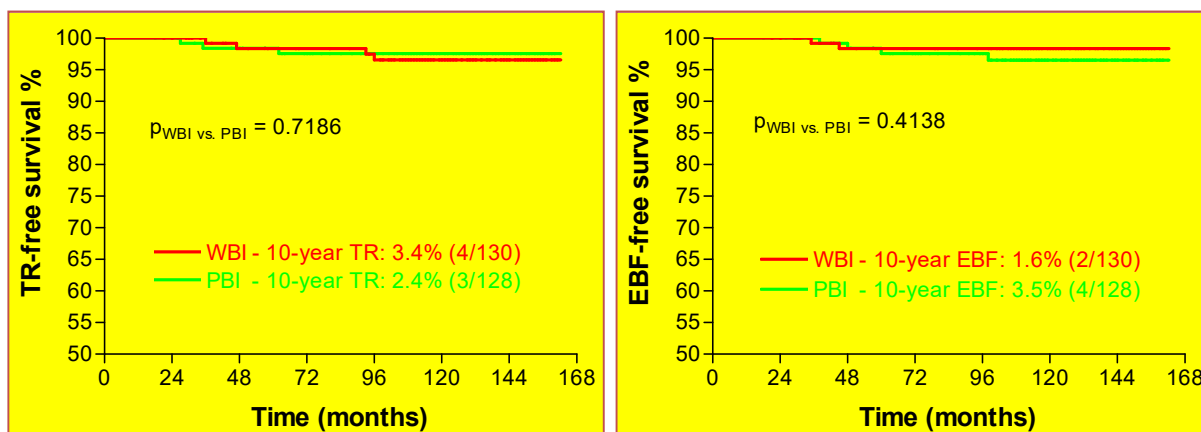 TR-free survival %
100
95
90
85
80
75
70
65
60
55
50
pWBI vs. PBI = 0.7186
WBI - 10-year TR: 3.4% (4/130)
PBI - 10-year TR: 2.4% (3/128)
0 24 48 72 96 120 144 168
Time (months)
EBF-free survival %
100
95
90
85
80
75
70
65
60
55
50
pWBI vs. PBI = 0.4138
WBI - 10-year EBF: 1.6% (2/130)
PBI - 10-year EBF: 3.5% (4/128)
0 24 48 72 96 120 144 168
Time (months)